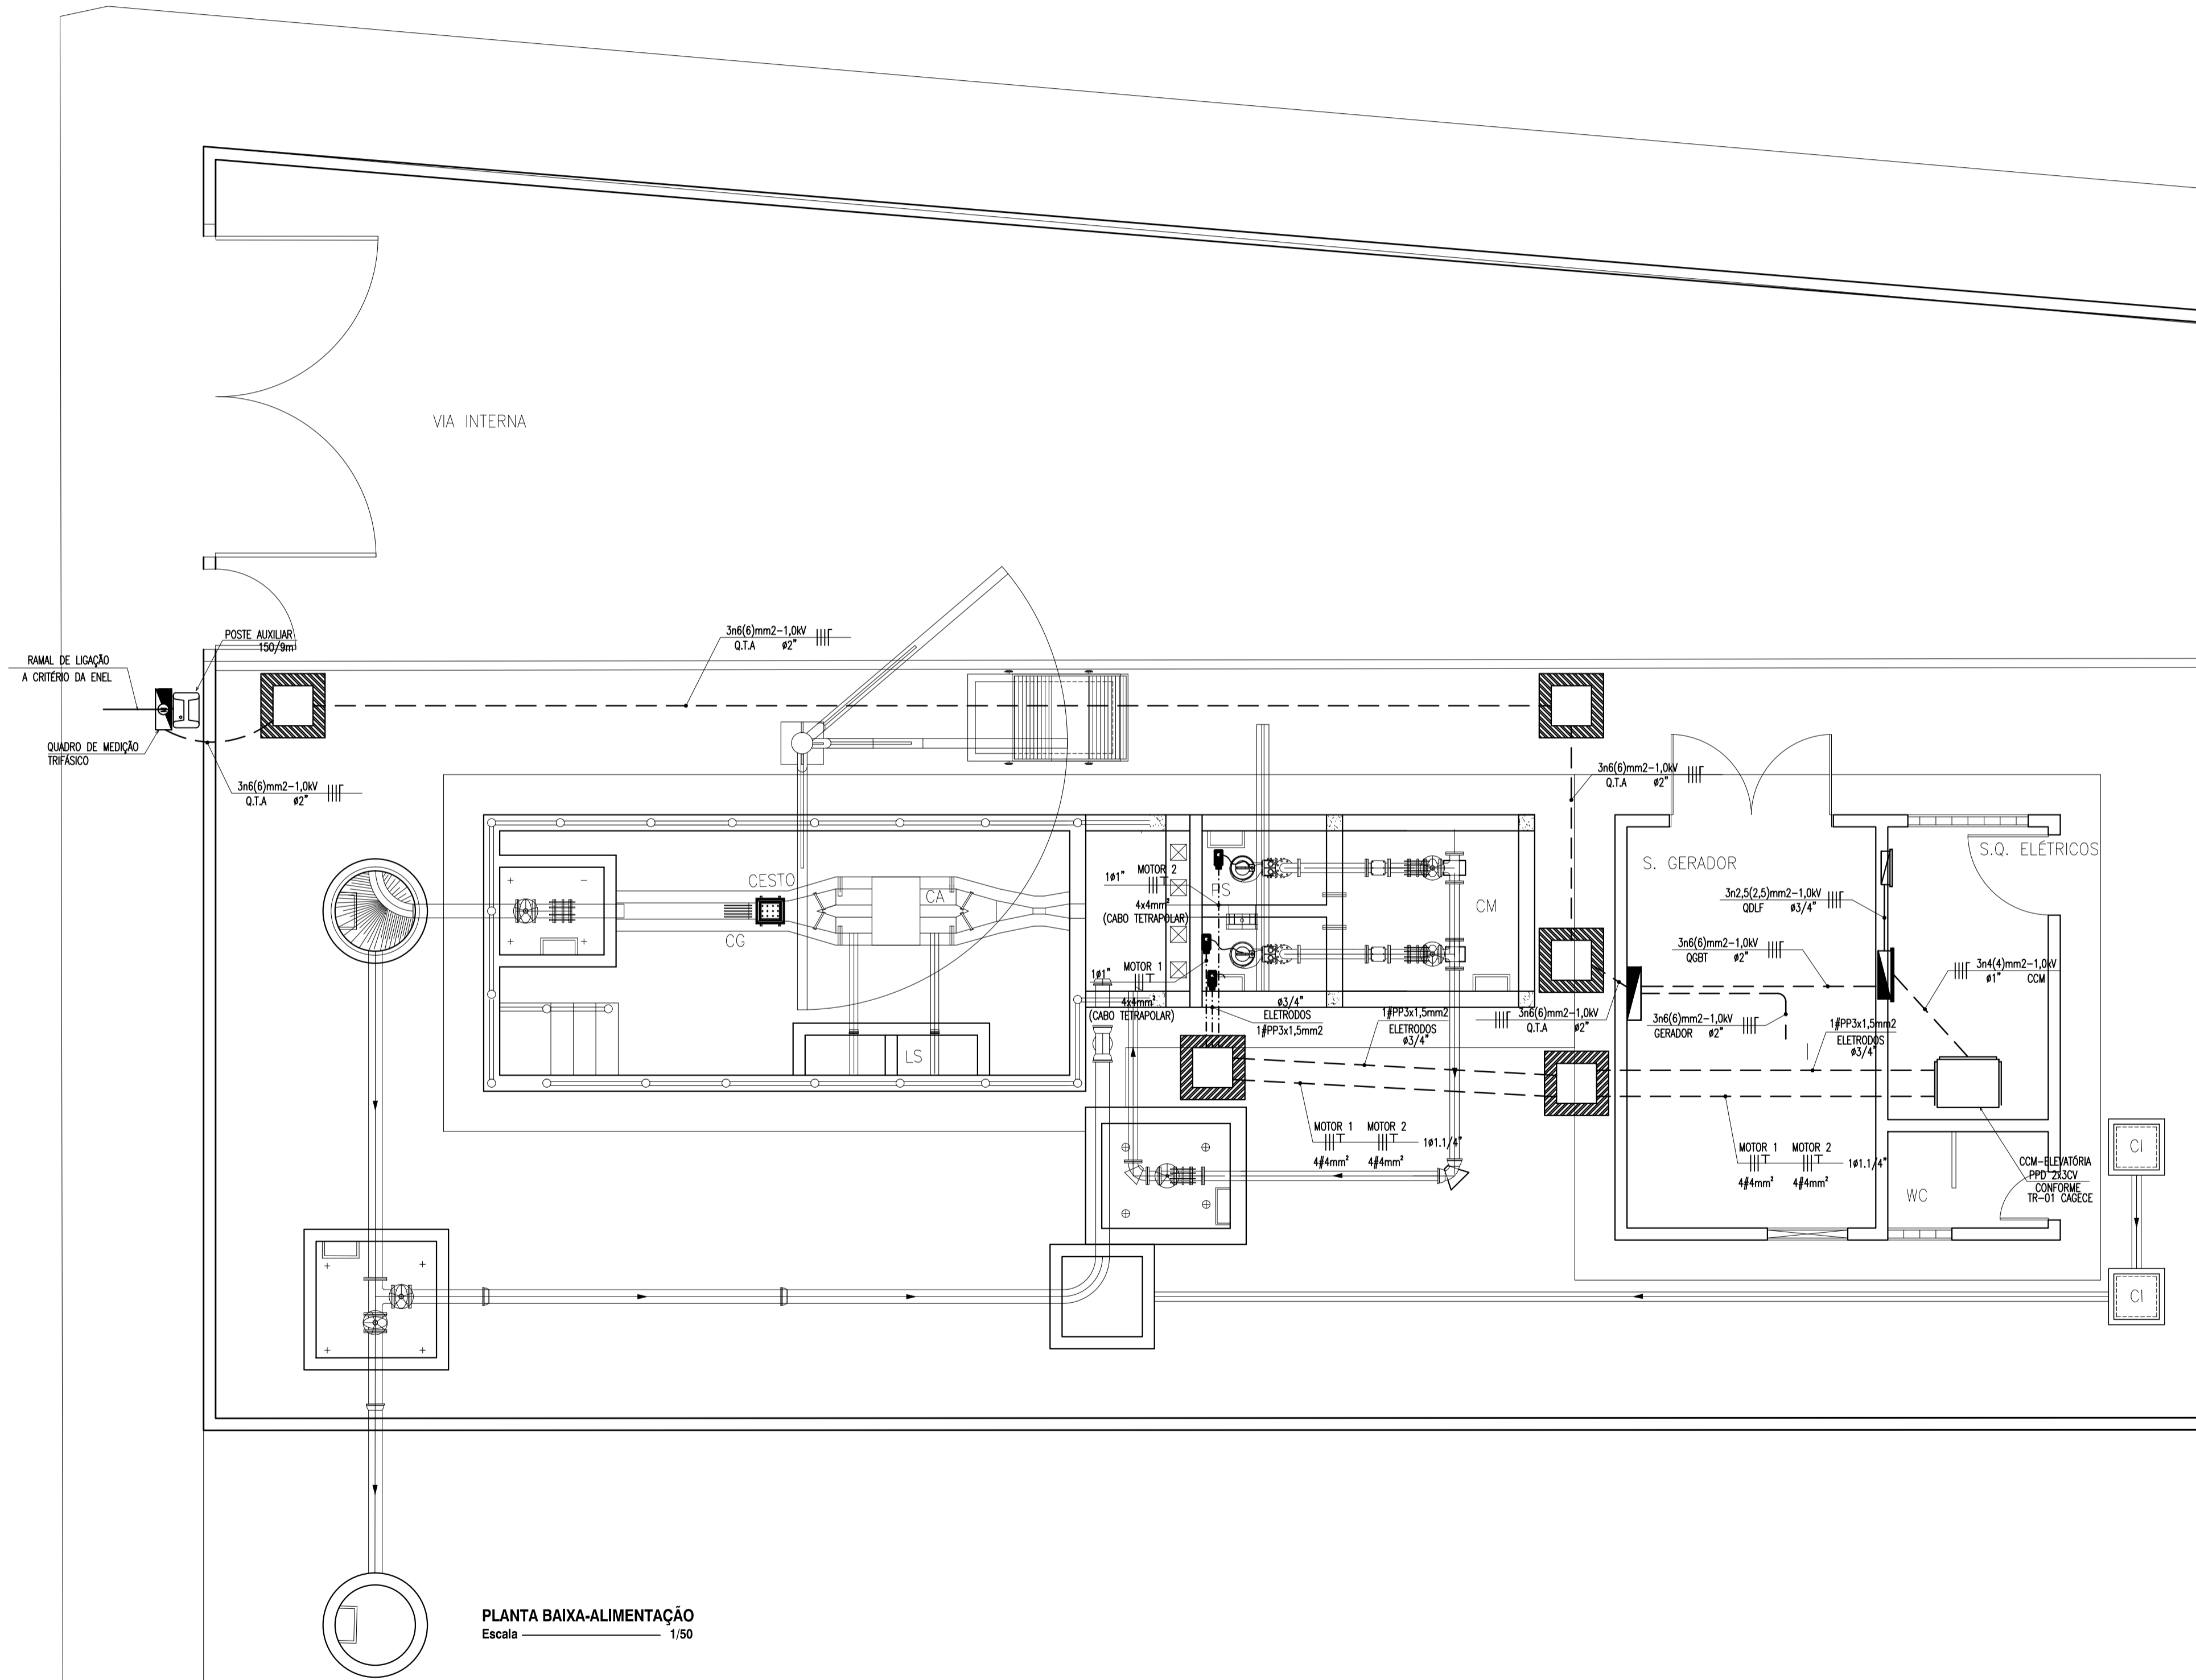 VIA INTERNA
POSTE AUXILIAR
150/9m
RAMAL DE LIGAÇÃO
A CRITÉRIO DA ENEL
QUADRO DE MEDIÇÃO
TRIFÁSICO
3n6(6)mm2-1,0kV
Q.T.A ø2"
3n6(6)mm2-1,0kV
Q.T.A ø2"
3n6(6)mm2-1,0kV
Q.T.A ø2"
CESTO
CG
CA
LS
1ø1" MOTOR 2
4x4mm²
(CABO TETRAPOLAR)
PS
CM
1ø1" MOTOR 1
4x4mm²
(CABO TETRAPOLAR)
ø3/4"
ELETRODOS
1#PP3x1,5mm2
1#PP3x1,5mm2
ELETRODOS
ø3/4"
3n6(6)mm2-1,0kV
Q.T.A ø2"
MOTOR 1 MOTOR 2
1ø1.1/4"
4#4mm² 4#4mm²
S. GERADOR
S.Q. ELÉTRICOS
3n2,5(2,5)mm2-1,0kV
QDLF ø3/4"
3n6(6)mm2-1,0kV
QGBT ø2"
3n4(4)mm2-1,0kV
ø1" CCM
3n6(6)mm2-1,0kV
GERADOR ø2"
1#PP3x1,5mm2
ELETRODOS
ø3/4"
MOTOR 1 MOTOR 2
1ø1.1/4"
4#4mm² 4#4mm²
CCM-ELEVATÓRIA
PPD 2x3CV
CONFORME
TR-01 CAGECE
WC
CI
CI
PLANTA BAIXA-ALIMENTAÇÃO
Escala 1/50